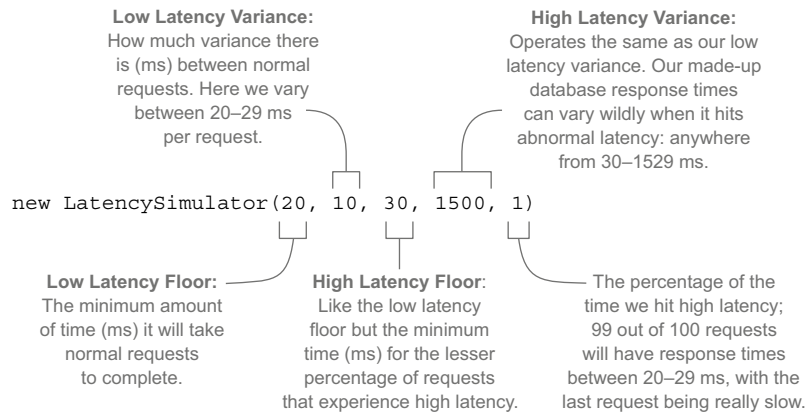 Low Latency Variance:
How much variance there
is (ms) between normal
requests. Here we vary
between 20–29 ms
per request.
High Latency Variance:
Operates the same as our low
latency variance. Our made-up
database response times
can vary wildly when it hits
abnormal latency: anywhere
from 30–1529 ms.
new LatencySimulator(20, 10, 30, 1500, 1)
Low Latency Floor:
The minimum amount
of time (ms) it will take
normal requests
to complete.
High Latency Floor:
Like the low latency
floor but the minimum
time (ms) for the lesser
percentage of requests
that experience high latency.
The percentage of the
time we hit high latency;
99 out of 100 requests
will have response times
between 20–29 ms, with the
last request being really slow.